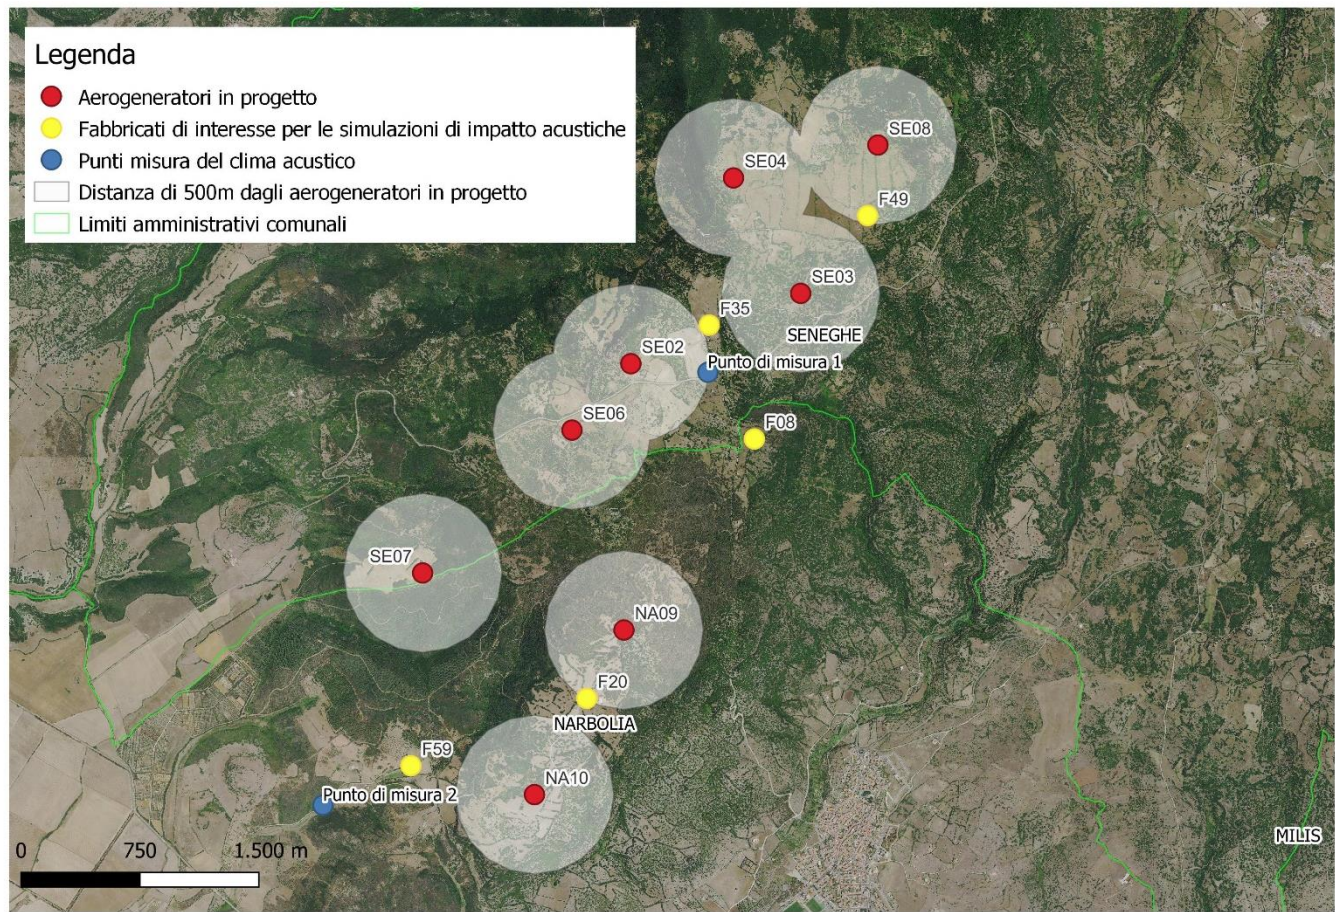 Legenda
Aerogeneratori in progetto
Fabbricati di interesse per le simulazioni di impatto acustiche
Punti misura del clima acustico
Distanza di 500m dagli aerogeneratori in progetto
Limiti amministrativi comunali
SE08
SE04
F49
SE03
F35
SENEGHE
SE02
Punto di misura 1
SE06
F08
SE07
NA09
F20
NARBOLIA
F59
NA10
Punto di misura 2
MILIS
0 750 1.500 m